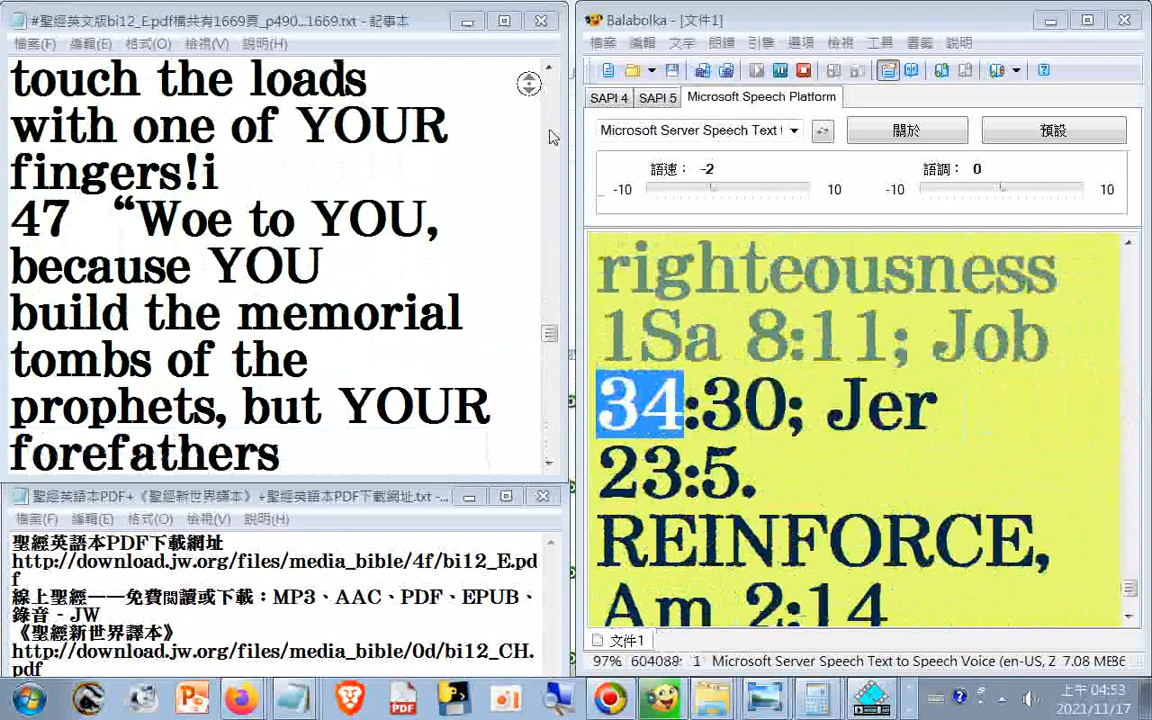 #聖經英文版bi12_E.pdf檔共有1669頁_p490...1669.txt - 記事本
檔案(F) 編輯(E) 格式(O) 檢視(V) 說明(H)
touch the loads
with one of YOUR
fingers!i
47 “Woe to YOU,
because YOU
build the memorial
tombs of the
prophets, but YOUR
forefathers
聖經英語本PDF+《聖經新世界譯本》+聖經英語本PDF下載網址.txt -...
檔案(F) 編輯(E) 格式(O) 檢視(V) 說明(H)
聖經英語本PDF下載網址
http://download.jw.org/files/media_bible/4f/bi12_E.pd
f
線上聖經──免費閱讀或下載：MP3、AAC、PDF、EPUB、
錄音 - JW
《聖經新世界譯本》
http://download.jw.org/files/media_bible/0d/bi12_CH.
pdf
Balabolka - [文件1]
檔案 編輯 文字 朗讀 引擎 選項 檢視 工具 書籤 說明
SAPI 4 SAPI 5 Microsoft Speech Platform
Microsoft Server Speech Text 關於 預設
語速： -2 語調： 0
-10 10 -10 10
righteousness
1Sa 8:11; Job
34:30; Jer
23:5.
REINFORCE,
Am 2:14
文件1
97% 604088: 1 Microsoft Server Speech Text to Speech Voice (en-US, Z 7.08 MB
PDF
上午 04:53
2021/11/17